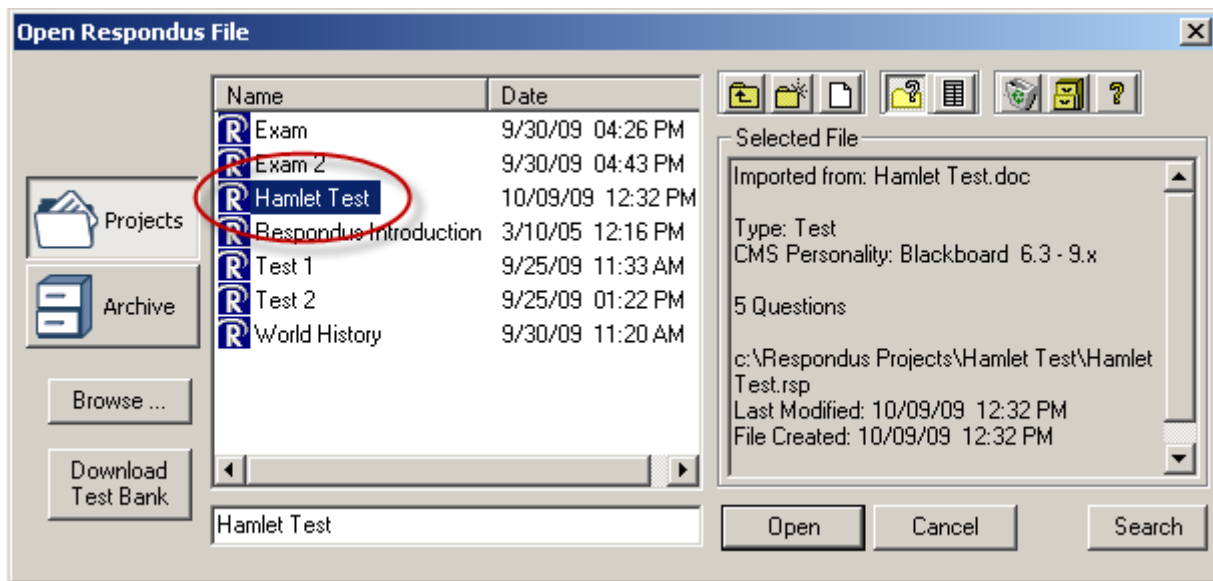 Open Respondus File
Projects
Archive
Browse ...
Download
Test Bank
Name Date
Exam 9/30/09 04:26 PM
Exam 2 9/30/09 04:43 PM
Hamlet Test 10/09/09 12:32 PM
Respondus Introduction 3/10/05 12:16 PM
Test 1 9/25/09 11:33 AM
Test 2 9/25/09 01:22 PM
World History 9/30/09 11:20 AM
Hamlet Test
Selected File
Imported from: Hamlet Test.doc
Type: Test
CMS Personality: Blackboard 6.3 - 9.x
5 Questions
c:\Respondus Projects\Hamlet Test\Hamlet
Test.rsp
Last Modified: 10/09/09 12:32 PM
File Created: 10/09/09 12:32 PM
Open Cancel Search